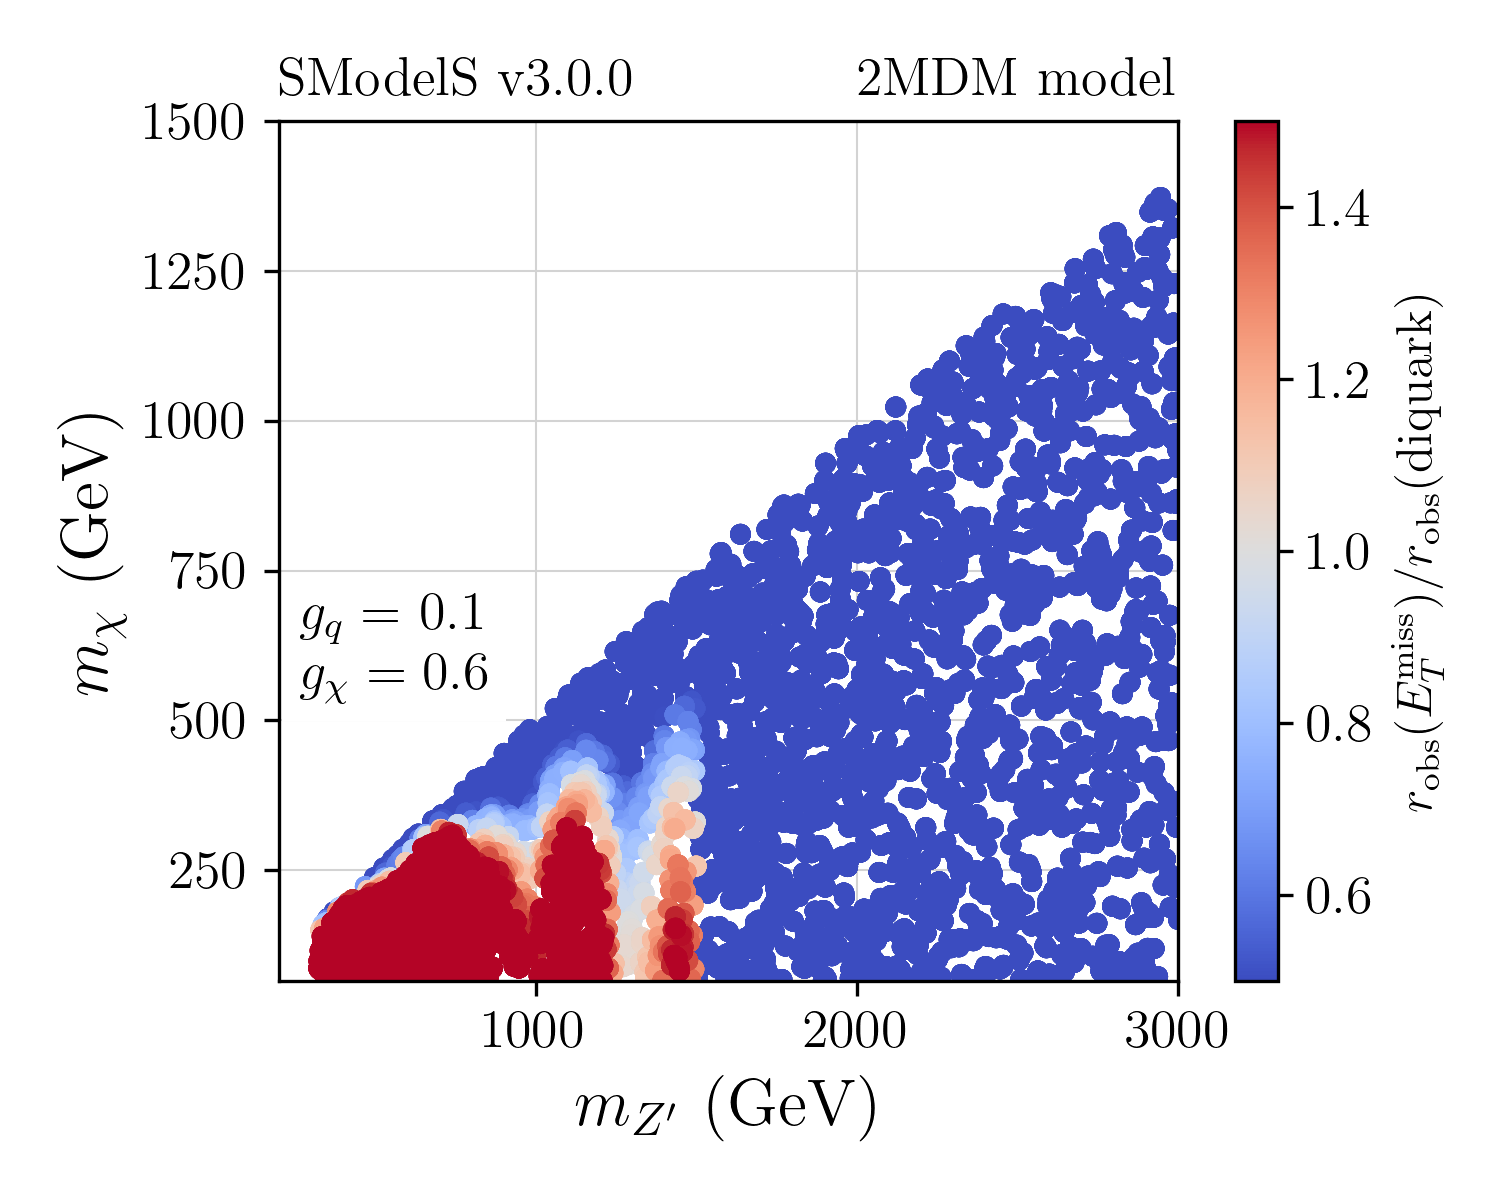 SModelS v3.0.0
2MDM model
1500
1250
1000
750
500
250
m_χ (GeV)
g_q = 0.1
g_χ = 0.6
1000
2000
3000
m_{Z′} (GeV)
1.4
1.2
1.0
0.8
0.6
r_obs(E_T^miss)/r_obs(diquark)